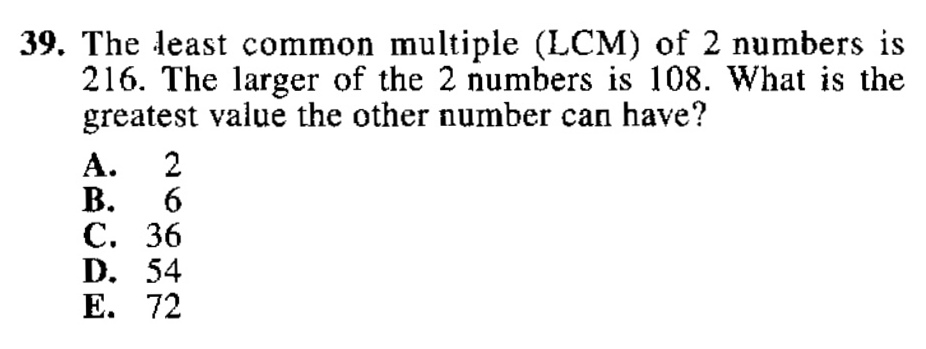 39. The least common multiple (LCM) of 2 numbers is
216. The larger of the 2 numbers is 108. What is the
greatest value the other number can have?
A. 2
B. 6
C. 36
D. 54
E. 72